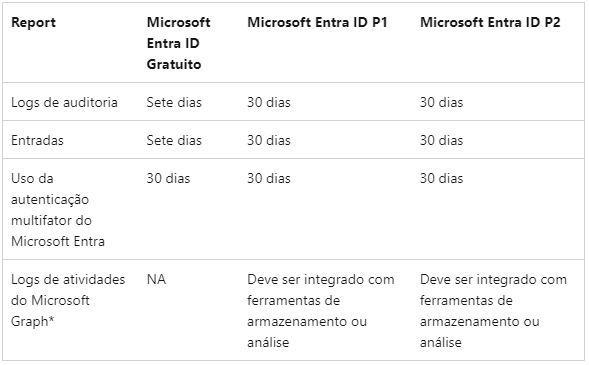 Report
Microsoft Entra ID Gratuito
Microsoft Entra ID P1
Microsoft Entra ID P2
Logs de auditoria
Sete dias
30 dias
30 dias
Entradas
Sete dias
30 dias
30 dias
Uso da
autenticação
multifator do
Microsoft Entra
30 dias
30 dias
30 dias
Logs de atividades
do Microsoft
Graph*
NA
Deve ser integrado com
ferramentas de
armazenamento ou
análise
Deve ser integrado com
ferramentas de
armazenamento ou
análise